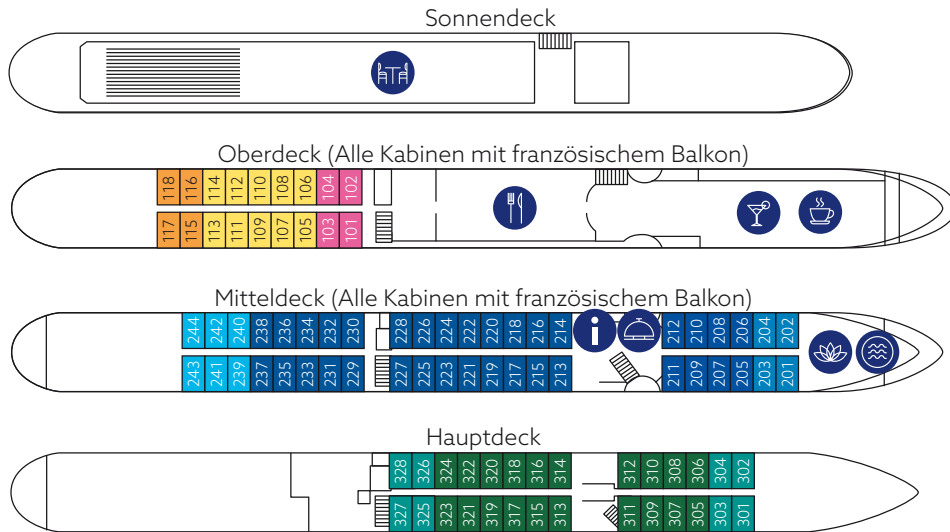 Sonnendeck
Oberdeck (Alle Kabinen mit französischem Balkon)
118 116 114 112 110 108 106 104 102
117 115 113 111 109 107 105 103 101
Mitteldeck (Alle Kabinen mit französischem Balkon)
244 242 240 238 236 234 232 230 228 226 224 222 220 218 216 214 212 210 208 206 204 202
243 241 239 237 235 233 231 229 227 225 223 221 219 217 215 213 211 209 207 205 203 201
Hauptdeck
328 326 324 322 320 318 316 314 312 310 308 306 304 302
327 325 323 321 319 317 315 313 311 309 307 305 303 301